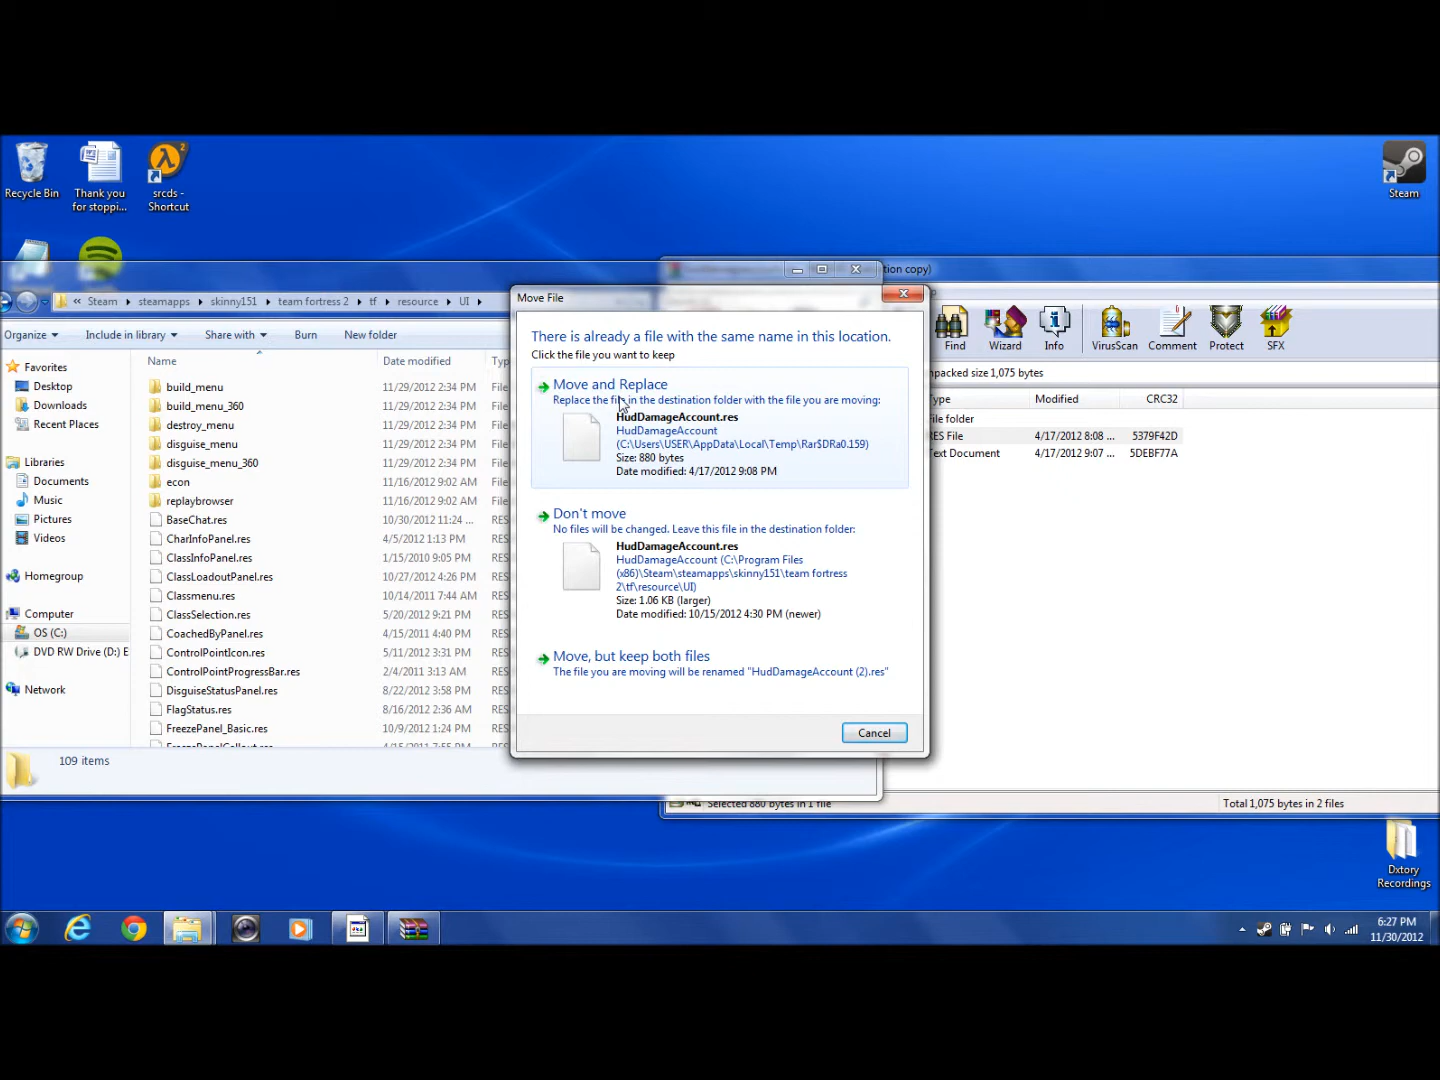 Recycle Bin
Thank you
for stoppi...
srcds -
Shortcut
Steam
tion copy)
« Steam ▸ steamapps ▸ skinny151 ▸ team fortress 2 ▸ tf ▸ resource ▸ UI ▸
Organize Include in library Share with Burn New folder
Name Date modified Ty
Favorites
Desktop
Downloads
Recent Places
Libraries
Documents
Music
Pictures
Videos
Homegroup
Computer
OS (C:)
DVD RW Drive (D:) E
Network
build_menu 11/29/2012 2:34 PM File
build_menu_360 11/29/2012 2:34 PM File
destroy_menu 11/29/2012 2:34 PM File
disguise_menu 11/29/2012 2:34 PM File
disguise_menu_360 11/29/2012 2:34 PM File
econ 11/16/2012 9:02 AM File
replaybrowser 11/16/2012 9:02 AM File
BaseChat.res 10/30/2012 11:24 ... RES
CharInfoPanel.res 4/5/2012 1:13 PM RES
ClassInfoPanel.res 1/15/2010 9:05 PM RES
ClassLoadoutPanel.res 10/27/2012 4:26 PM RES
Classmenu.res 10/14/2011 7:44 AM RES
ClassSelection.res 5/20/2012 9:21 PM RES
CoachedByPanel.res 4/15/2011 4:40 PM RES
ControlPointIcon.res 5/11/2012 3:31 PM RES
ControlPointProgressBar.res 2/4/2011 3:13 AM RES
DisguiseStatusPanel.res 8/22/2012 3:58 PM RES
FlagStatus.res 8/16/2012 2:36 AM RES
FreezePanel_Basic.res 10/9/2012 1:24 PM RES
FreezePanelCallout.res 4/15/2011 7:55 PM RES
109 items
Move File
There is already a file with the same name in this location.
Click the file you want to keep
Move and Replace
Replace the file in the destination folder with the file you are moving:
HudDamageAccount.res
HudDamageAccount
(C:\Users\USER\AppData\Local\Temp\Rar$DRa0.159)
Size: 880 bytes
Date modified: 4/17/2012 9:08 PM
Don't move
No files will be changed. Leave this file in the destination folder:
HudDamageAccount.res
HudDamageAccount (C:\Program Files
(x86)\Steam\steamapps\skinny151\team fortress
2\tf\resource\UI)
Size: 1.06 KB (larger)
Date modified: 10/15/2012 4:30 PM (newer)
Move, but keep both files
The file you are moving will be renamed "HudDamageAccount (2).res"
Cancel
Find Wizard Info VirusScan Comment Protect SFX
npacked size 1,075 bytes
ype Modified CRC32
File folder
RES File 4/17/2012 8:08 ... 5379F42D
Text Document 4/17/2012 9:07 ... 5DEBF77A
Selected 880 bytes in 1 file
Total 1,075 bytes in 2 files
Dxtory
Recordings
6:27 PM
11/30/2012